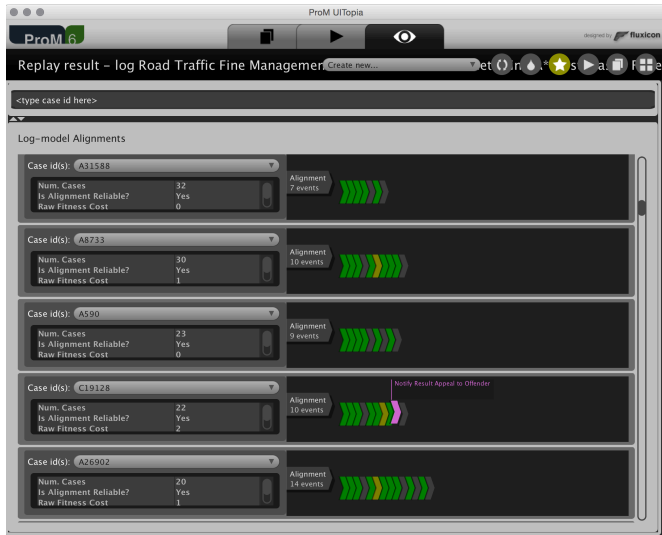 ProM UITopia
ProM 6
designed by fluxicon
Replay result - log Road Traffic Fine Managemen
Create new...
<type case id here>
Log-model Alignments
Case id(s): A31588
Num. Cases 32
Is Alignment Reliable? Yes
Raw Fitness Cost 0
Alignment
7 events
Case id(s): A8733
Num. Cases 30
Is Alignment Reliable? Yes
Raw Fitness Cost 1
Alignment
10 events
Case id(s): A590
Num. Cases 23
Is Alignment Reliable? Yes
Raw Fitness Cost 0
Alignment
9 events
Case id(s): C19128
Num. Cases 22
Is Alignment Reliable? Yes
Raw Fitness Cost 2
Alignment
10 events
Notify Result Appeal to Offender
Case id(s): A26902
Num. Cases 20
Is Alignment Reliable? Yes
Raw Fitness Cost 1
Alignment
14 events